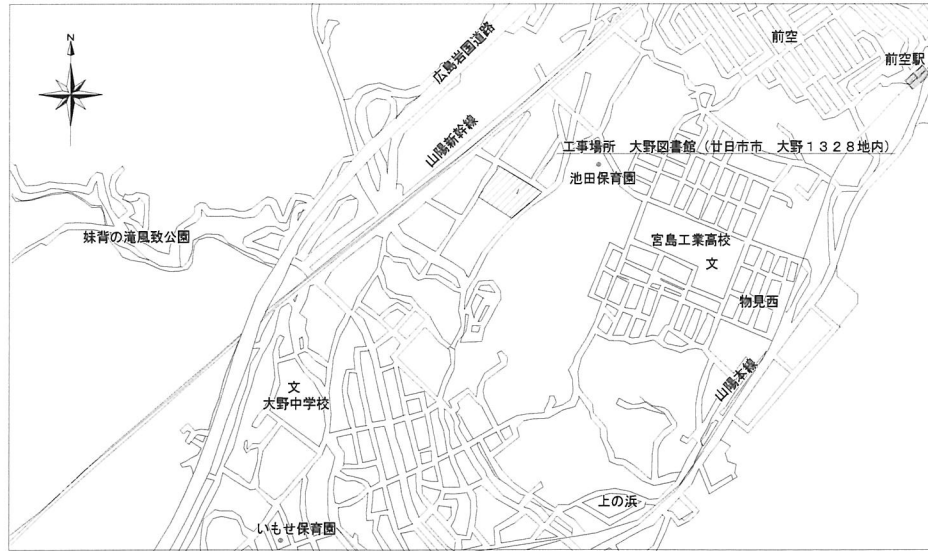 N
広島岩国道路
前空
前空駅
山陽新幹線
工事場所　大野図書館（廿日市市　大野１３２８地内）
池田保育園
妹背の滝風致公園
宮島工業高校
文
物見西
山陽本線
文
大野中学校
上の浜
いもせ保育園